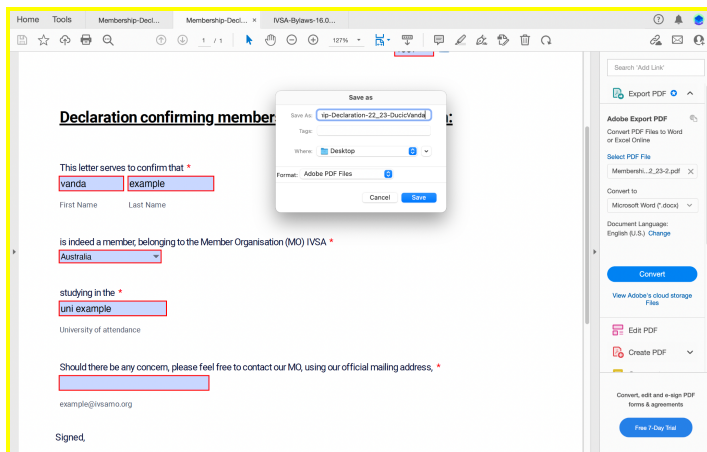 Home Tools Membership-Decl... Membership-Decl... × IVSA-Bylaws-16.0...
1 / 1 127%
Search 'Add Link'
Export PDF
Adobe Export PDF
Convert PDF Files to Word
or Excel Online
Select PDF File
Membershi...2_23-2.pdf
Convert to
Microsoft Word (*.docx)
Document Language:
English (U.S.) Change
Convert
View Adobe's cloud storage
Files
Edit PDF
Create PDF
Convert, edit and e-sign PDF
forms & agreements
Free 7-Day Trial
Save as
Save As: ip-Declaration-22_23-DucicVanda
Tags:
Where: Desktop
Format: Adobe PDF Files
Cancel Save
Declaration confirming members
This letter serves to confirm that *
vanda example
First Name Last Name
is indeed a member, belonging to the Member Organisation (MO) IVSA *
Australia
studying in the *
uni example
University of attendance
Should there be any concern, please feel free to contact our MO, using our official mailing address, *
example@ivsamo.org
Signed,